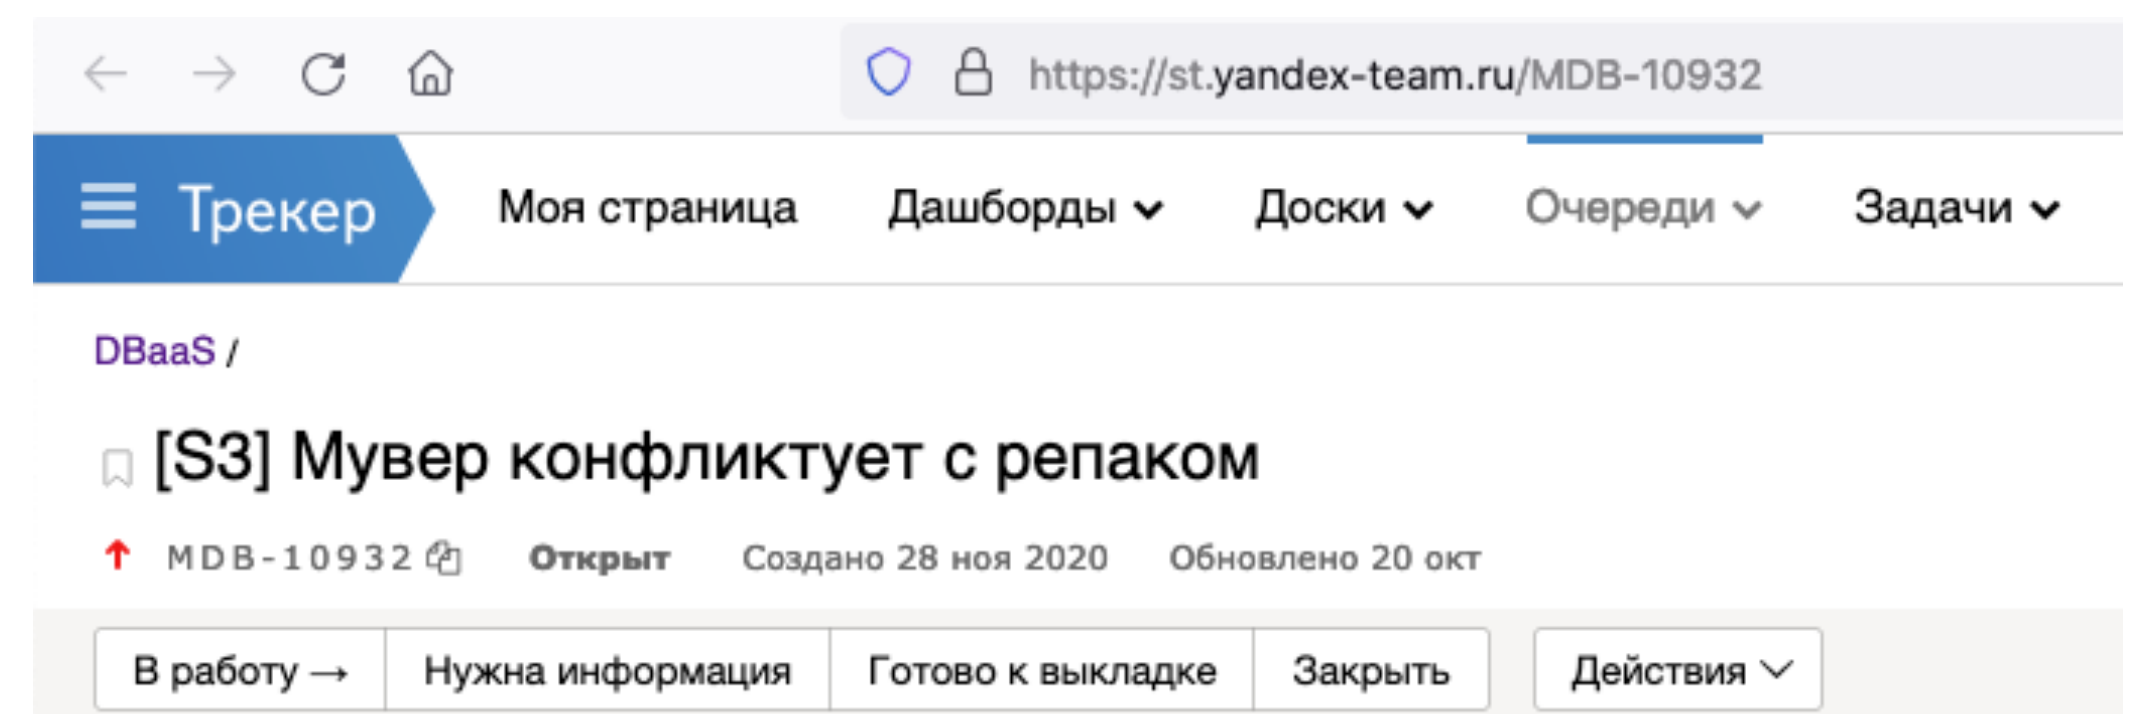 https://st.yandex-team.ru/MDB-10932
Трекер Моя страница Дашборды Доски Очереди Задачи
DBaaS /
[S3] Мувер конфликтует с репаком
MDB-10932 Открыт Создано 28 ноя 2020 Обновлено 20 окт
В работу → Нужна информация Готово к выкладке Закрыть Действия